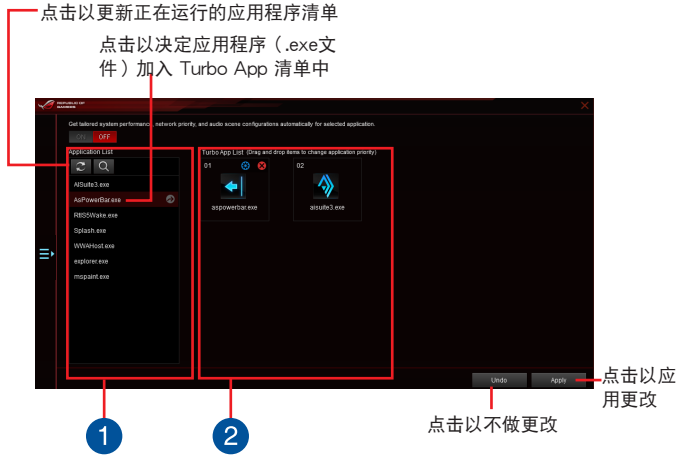 点击以更新正在运行的应用程序清单
点击以决定应用程序（.exe文
件）加入 Turbo App 清单中
REPUBLIC OF
GAMERS
Get tailored system performance, network priority, and audio scene configurations automatically for selected application.
ON OFF
Application List
Turbo App List (Drag and drop items to change application priority)
01
02
AISuite3.exe
AsPowerBar.exe
RtlS5Wake.exe
Splash.exe
WWAHost.exe
explorer.exe
mspaint.exe
aspowerbar.exe
aisuite3.exe
Undo
Apply
点击以应
用更改
点击以不做更改
1
2